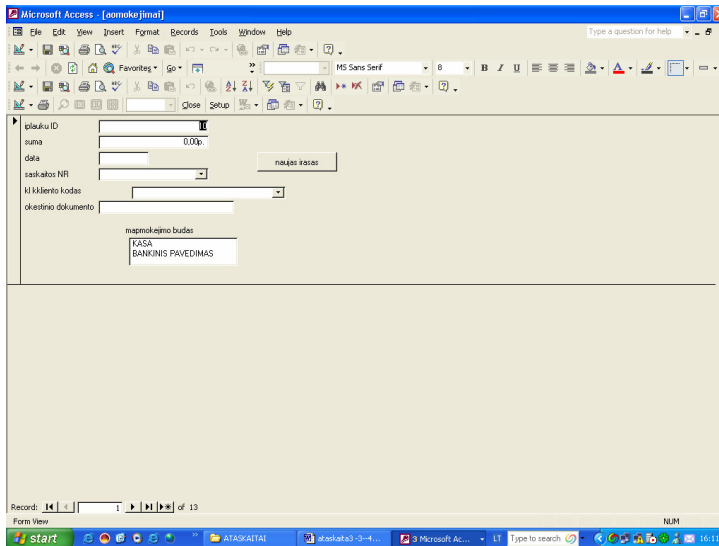 Microsoft Access - [aomokejimai]
File Edit View Insert Format Records Tools Window Help Type a question for help
Favorites Go MS Sans Serif 8 B I U
Close Setup
iplauku ID ID
suma 0,00p.
data
naujas irasas
saskaitos NR
kl kkliento kodas
okestinio dokumento
mapmokejimo budas
KASA
BANKINIS PAVEDIMAS
Record: 1 of 13
Form View NUM
start ATASKAITAI ataskaita3 -3--4... 3 Microsoft Ac... LT Type to search 16:11